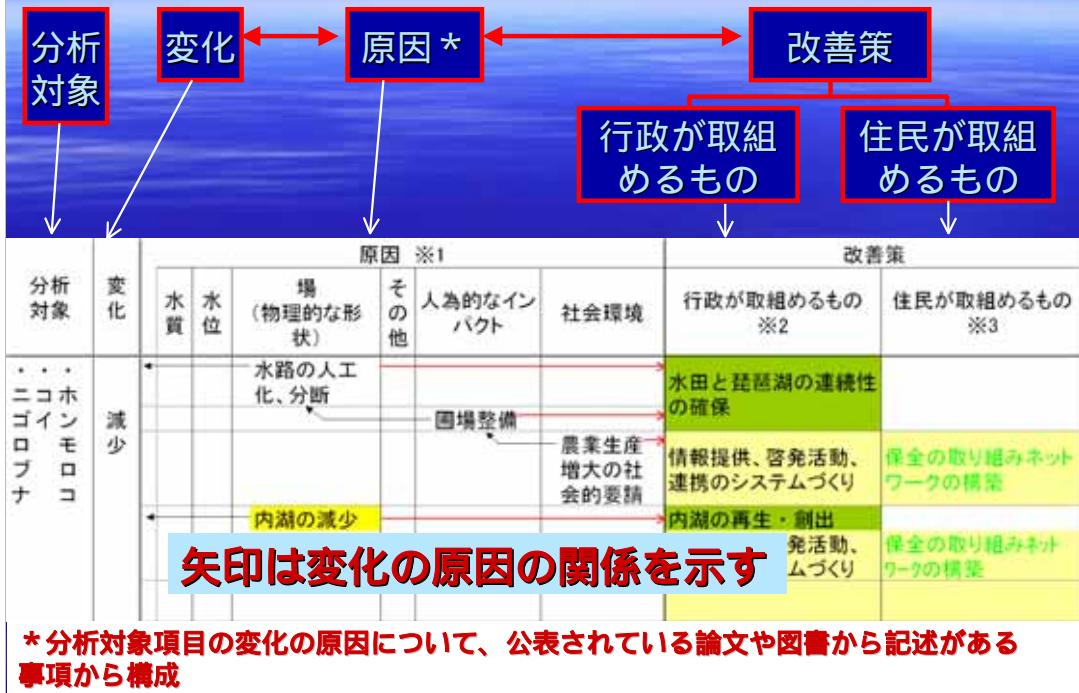 分析
対象
変化
原因＊
改善策
行政が取組
めるもの
住民が取組
めるもの
原因 ※1
改善策
分析
対象
変
化
水
質
水
位
場
（物理的な形
状）
そ
の
他
人為的なイン
パクト
社会環境
行政が取組めるもの
※2
住民が取組めるもの
※3
・ホンモロコ
・コイ
・ニゴロブナ
減
少
水路の人工
化、分断
圃場整備
農業生産
増大の社
会的要請
水田と琵琶湖の連続性
の確保
情報提供、啓発活動、
連携のシステムづくり
保全の取り組みネット
ワークの構築
内湖の減少
内湖の再生・創出
発活動、
ムづくり
保全の取り組みネット
ワークの構築
矢印は変化の原因の関係を示す
＊分析対象項目の変化の原因について、公表されている論文や図書から記述がある
事項から構成